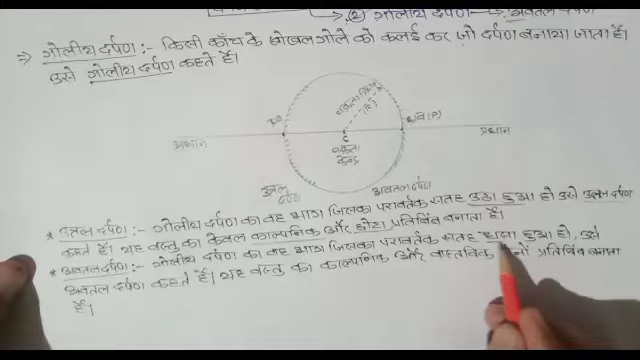 (2) गोलीय दर्पण → अवतल दर्पण
⇒ गोलीय दर्पण :- किसी काँच के खोखले गोले को कलई कर जो दर्पण बनाया जाता है।
उसे गोलीय दर्पण कहते हैं।
वक्रता त्रिज्या
(R)
ध्रुव
ध्रुव (P)
प्रधान
C
प्रधान
वक्रता
केन्द्र
उत्तल
दर्पण
अवतल दर्पण
* उत्तल दर्पण :- गोलीय दर्पण का वह भाग जिसका परावर्तक सतह उठा हुआ हो उसे उत्तल दर्पण
कहते हैं। यह वस्तु का केवल काल्पनिक और छोटा प्रतिबिंब बनाता है।
* अवतल दर्पण :- गोलीय दर्पण का वह भाग जिसका परावर्तक सतह धसा हुआ हो, उसे
अवतल दर्पण कहते हैं। यह वस्तु का काल्पनिक और वास्तविक दोनों प्रतिबिंब बनाता
है।